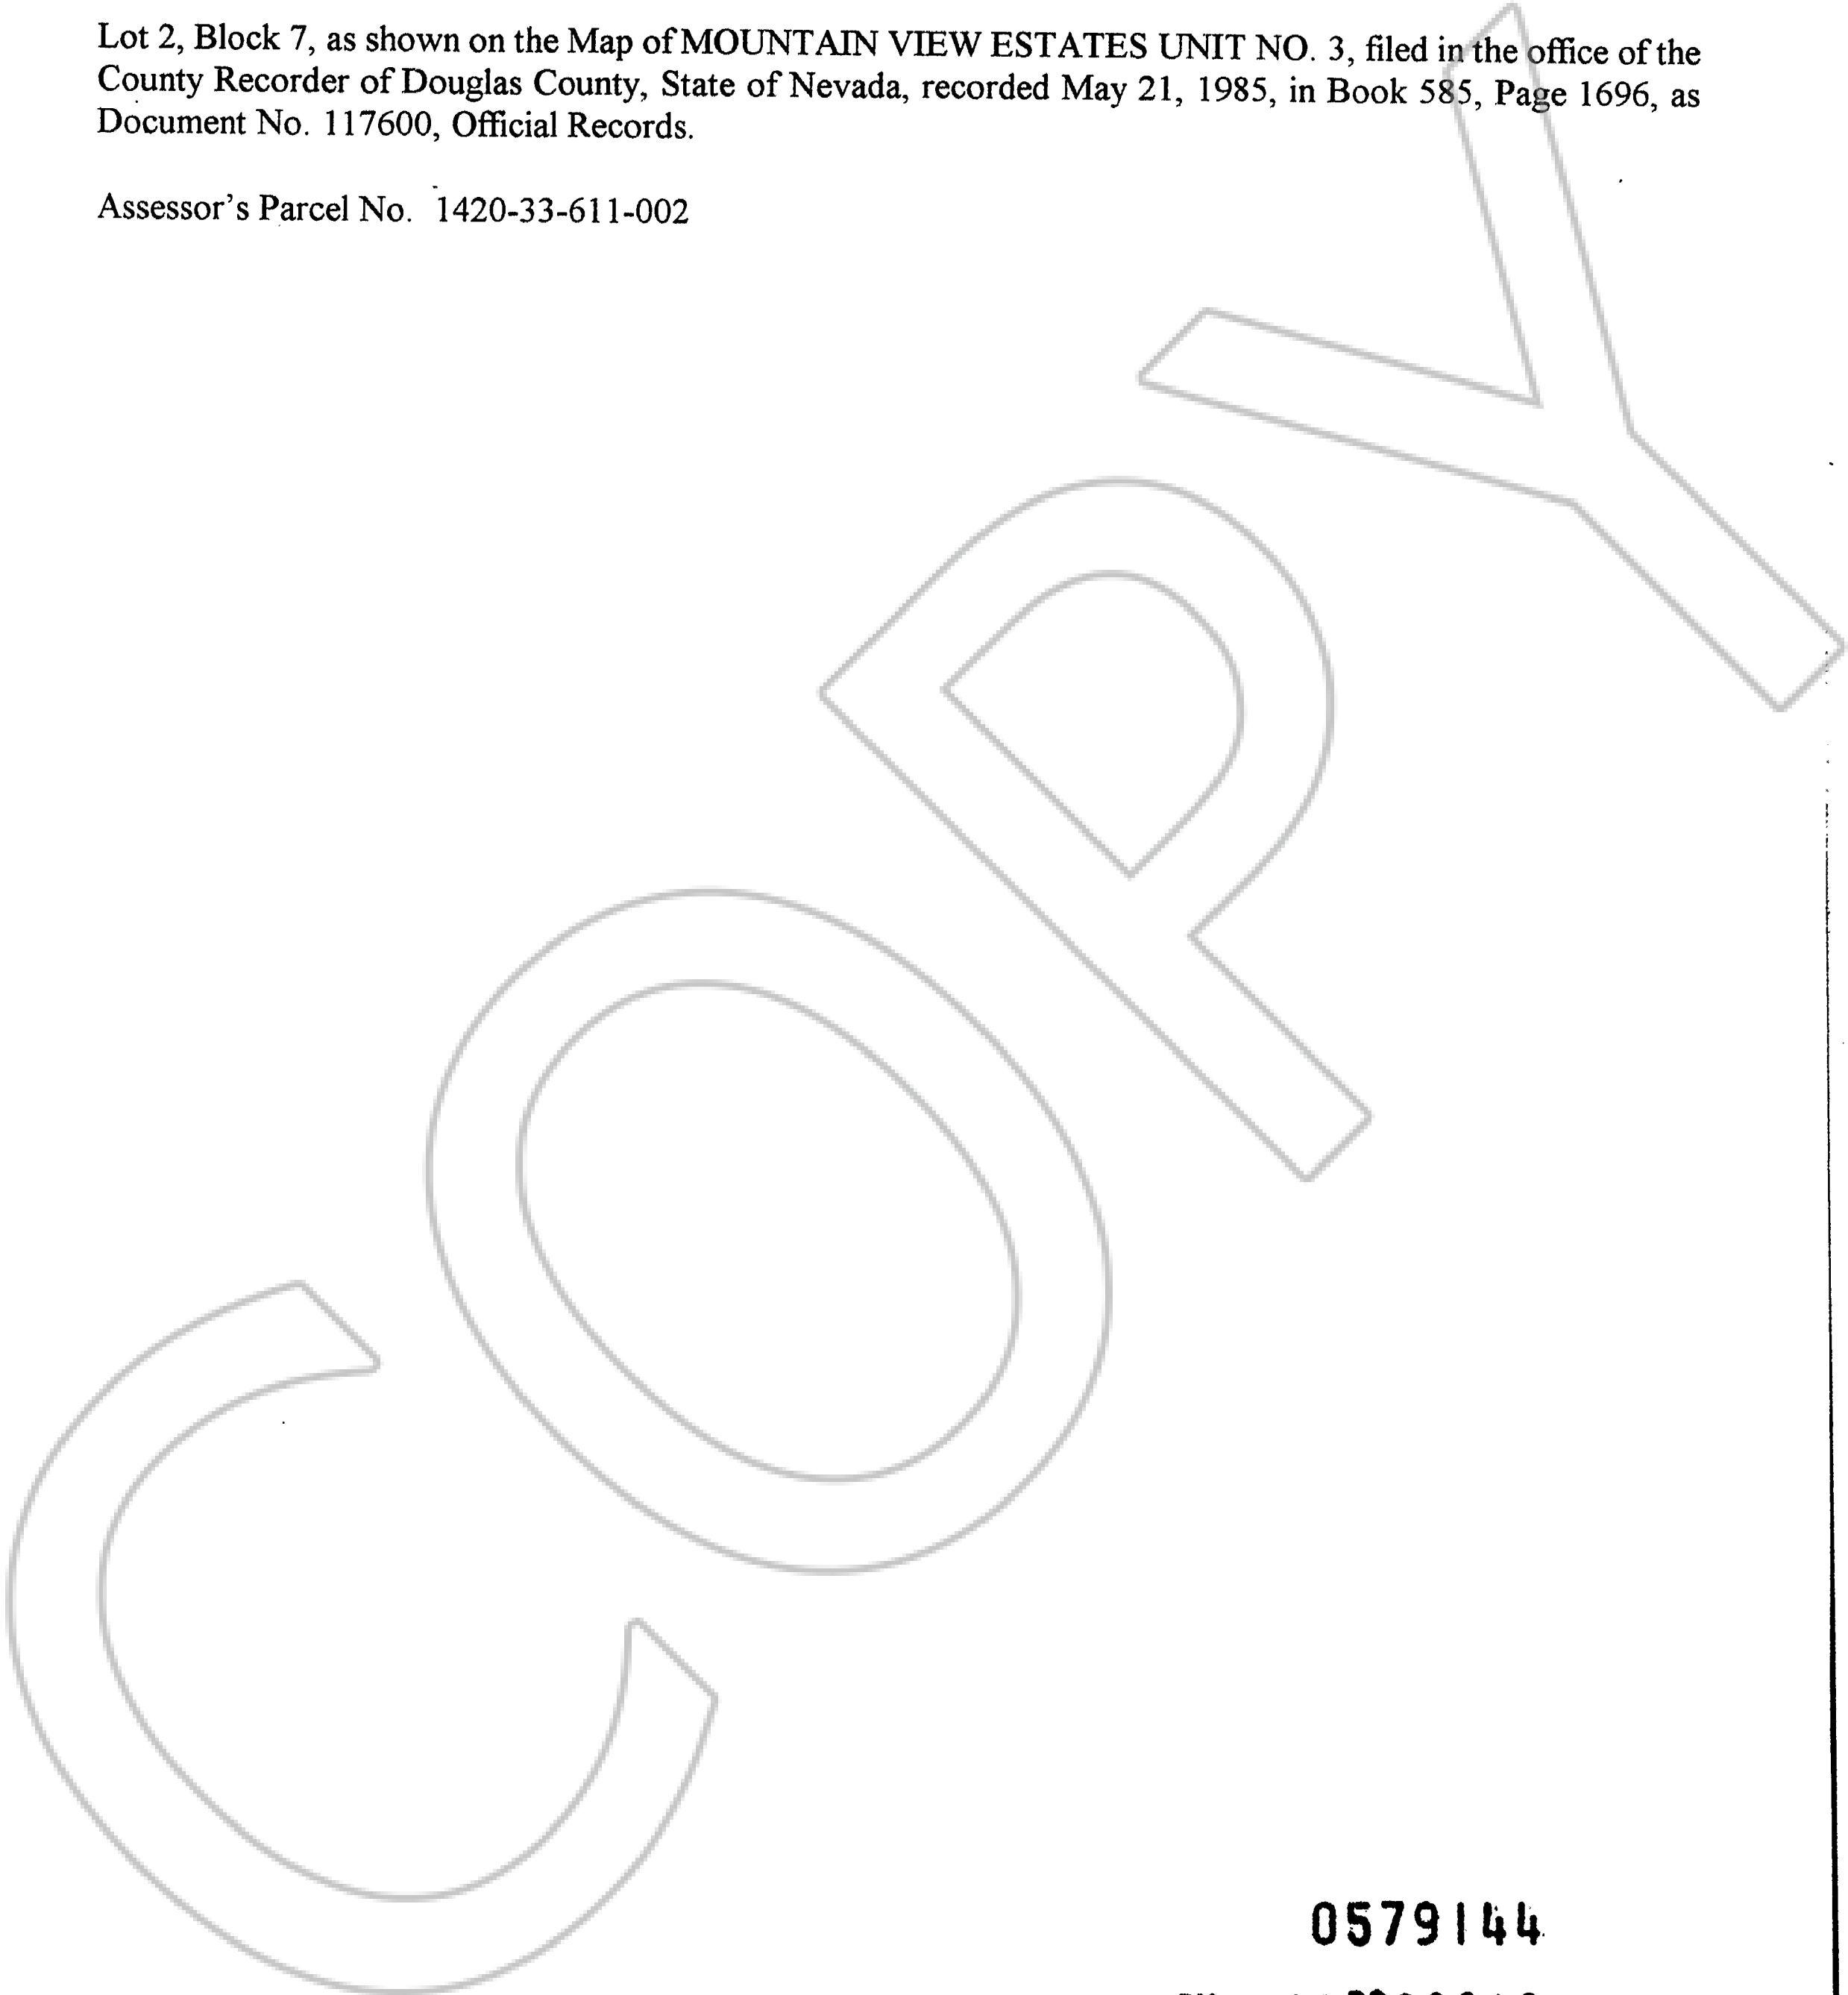 Lot 2, Block 7, as shown on the Map of MOUNTAIN VIEW ESTATES UNIT NO. 3, filed in the office of the
County Recorder of Douglas County, State of Nevada, recorded May 21, 1985, in Book 585, Page 1696, as
Document No. 117600, Official Records.
Assessor's Parcel No. 1420-33-611-002
COPY
0579144